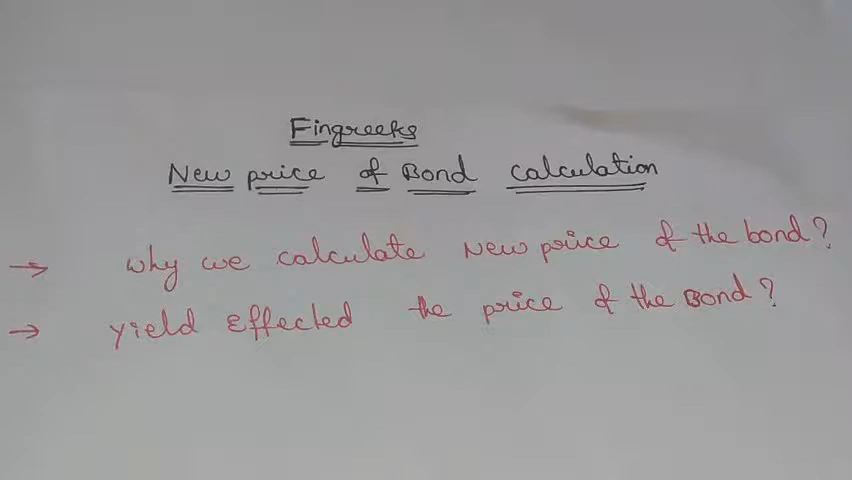 Fingreeks
New price of Bond calculation
→ why we calculate New price of the bond?
→ yield Effected the price of the Bond?